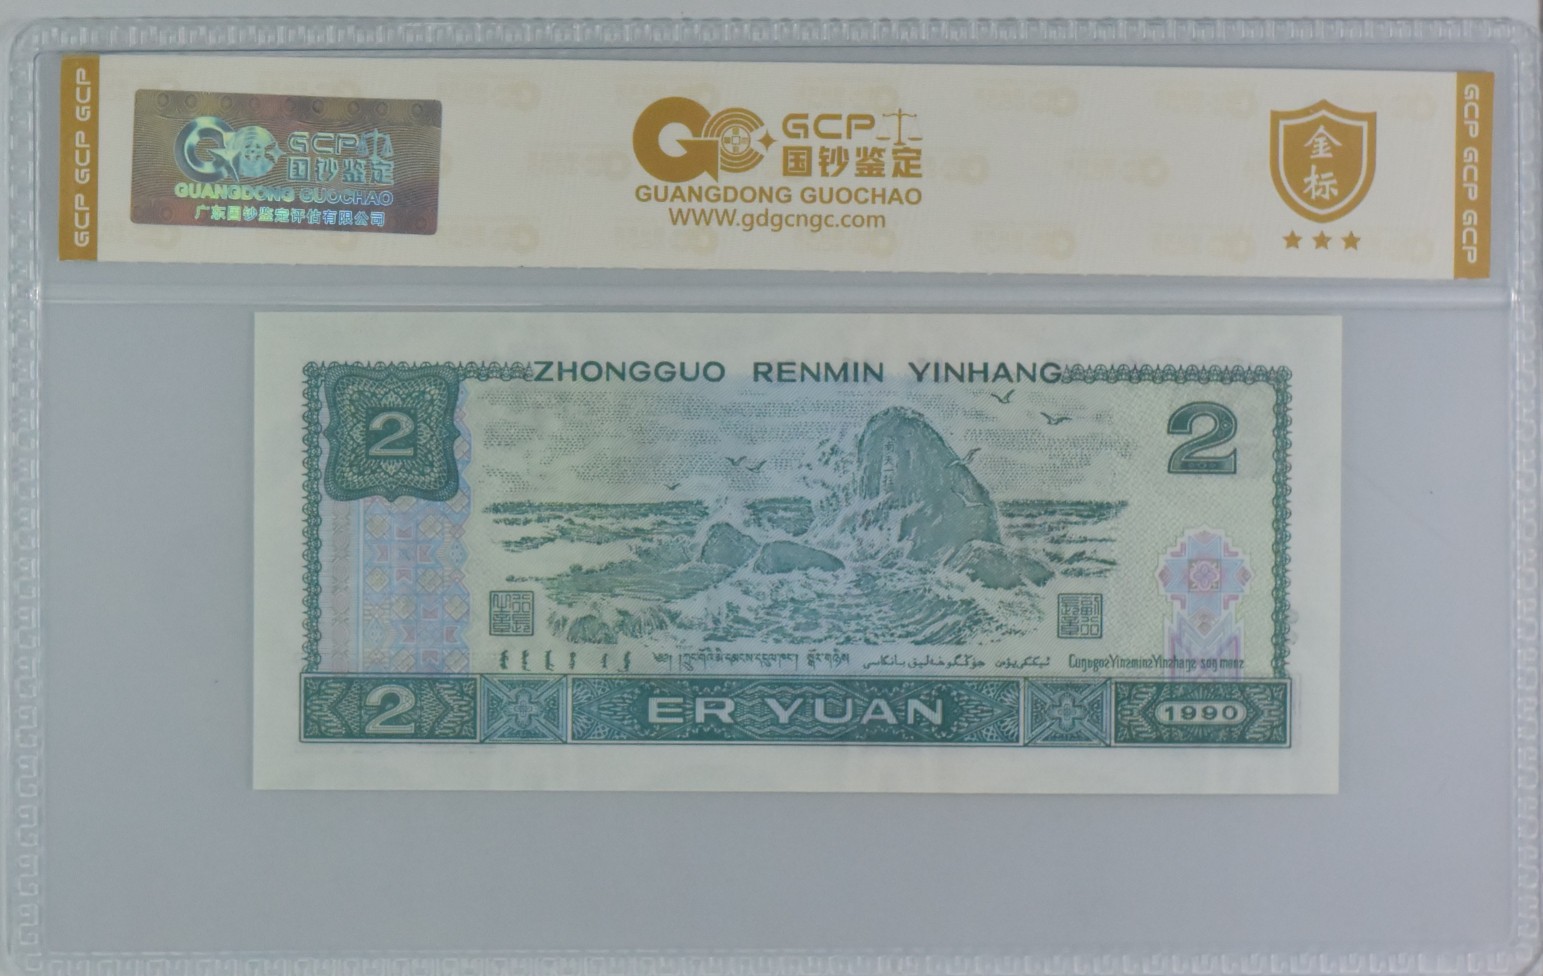 GCP GCP GCP
GCP
国钞鉴定
GUANGDONG GUOCHAO
广东国钞鉴定评估有限公司
GCP
国钞鉴定
GUANGDONG GUOCHAO
WWW.gdgcngc.com
金
标
GCP GCP GCP
ZHONGGUO RENMIN YINHANG
2
2
2
ER YUAN
1990